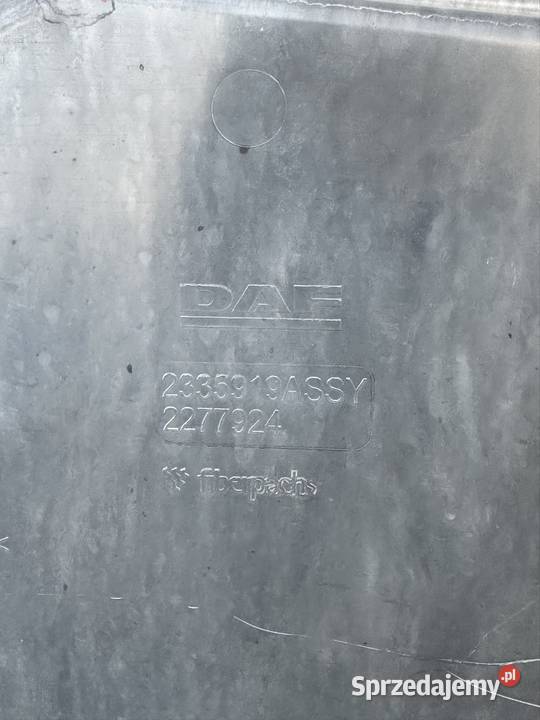 DAF
2335919ASSY
2277924
fiberpachs
Sprzedajemy.pl